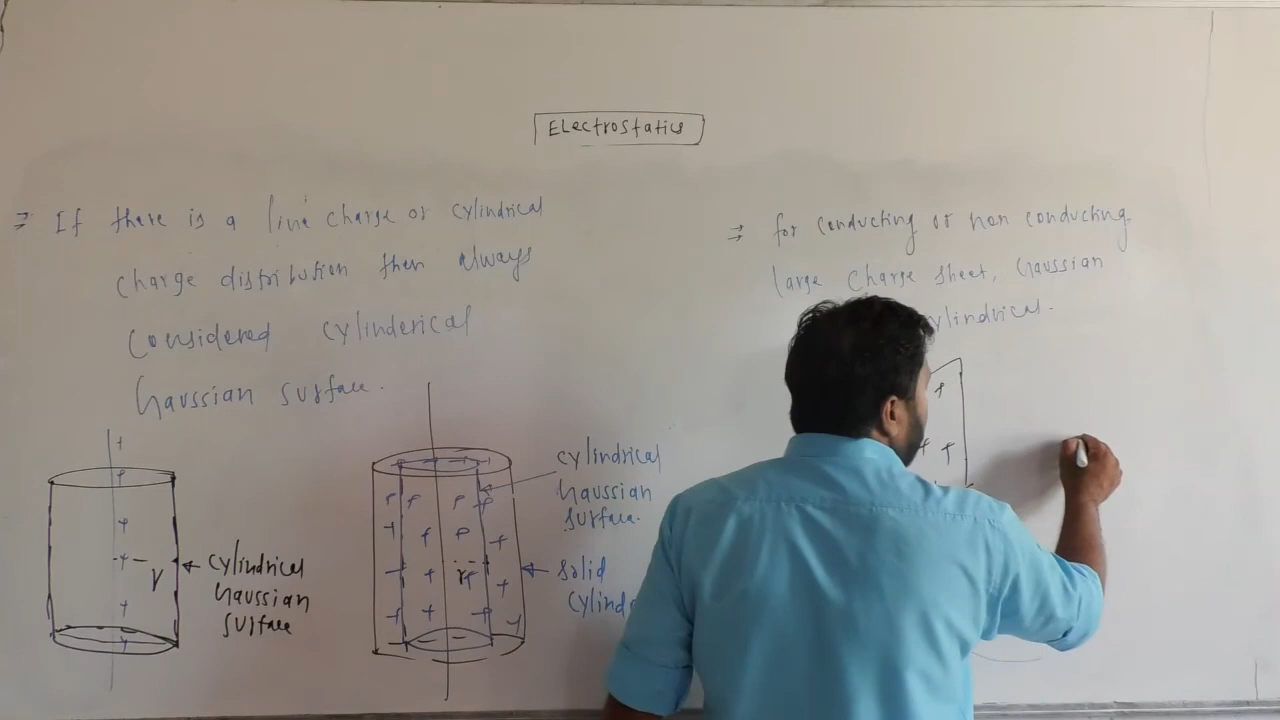 Electrostatics
⇒ If there is a line charge or cylindrical
charge distribution then always
Considered cylinderical
Gaussian surface.
⇒ for conducting or non conducting
large charge sheet, Gaussian
cylindrical.
cylindrical
Gaussian
surface
r
cylindrical
Gaussian
surface.
solid
r